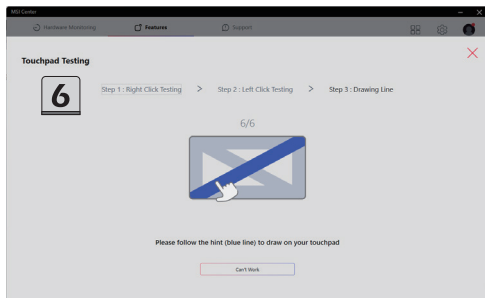 MSI Center
Hardware Monitoring
Features
Support
Touchpad Testing
6
Step 1 : Right Click Testing > Step 2 : Left Click Testing > Step 3 : Drawing Line
6/6
Please follow the hint (blue line) to draw on your touchpad
Can't Work